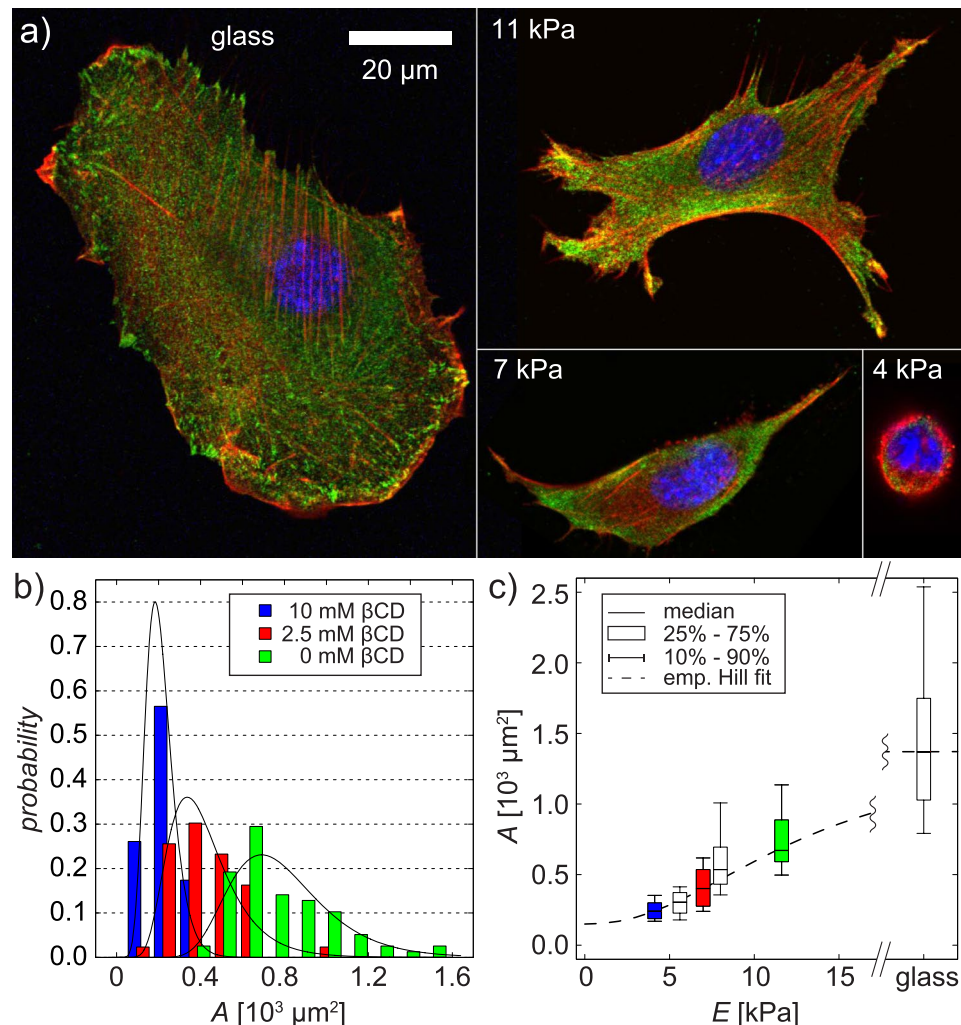 a)
glass
20 μm
11 kPa
7 kPa
4 kPa
b)
0.8
0.7
0.6
0.5
0.4
0.3
0.2
0.1
0.0
probability
10 mM βCD
2.5 mM βCD
0 mM βCD
0 0.4 0.8 1.2 1.6
A [10³ μm²]
c)
2.5
2.0
1.5
1.0
0.5
0.0
A [10³ μm²]
median
25% - 75%
10% - 90%
emp. Hill fit
0 5 10 15 glass
E [kPa]